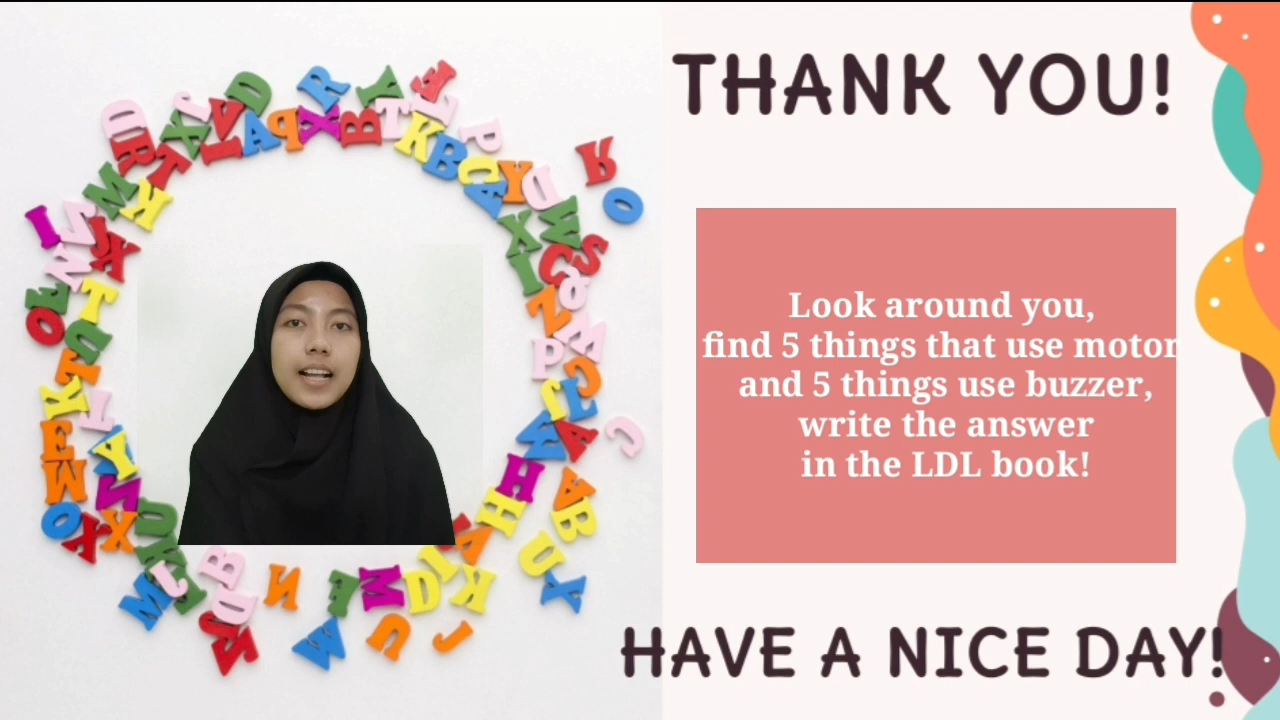 THANK YOU!
Look around you,
find 5 things that use motor
and 5 things use buzzer,
write the answer
in the LDL book!
HAVE A NICE DAY!